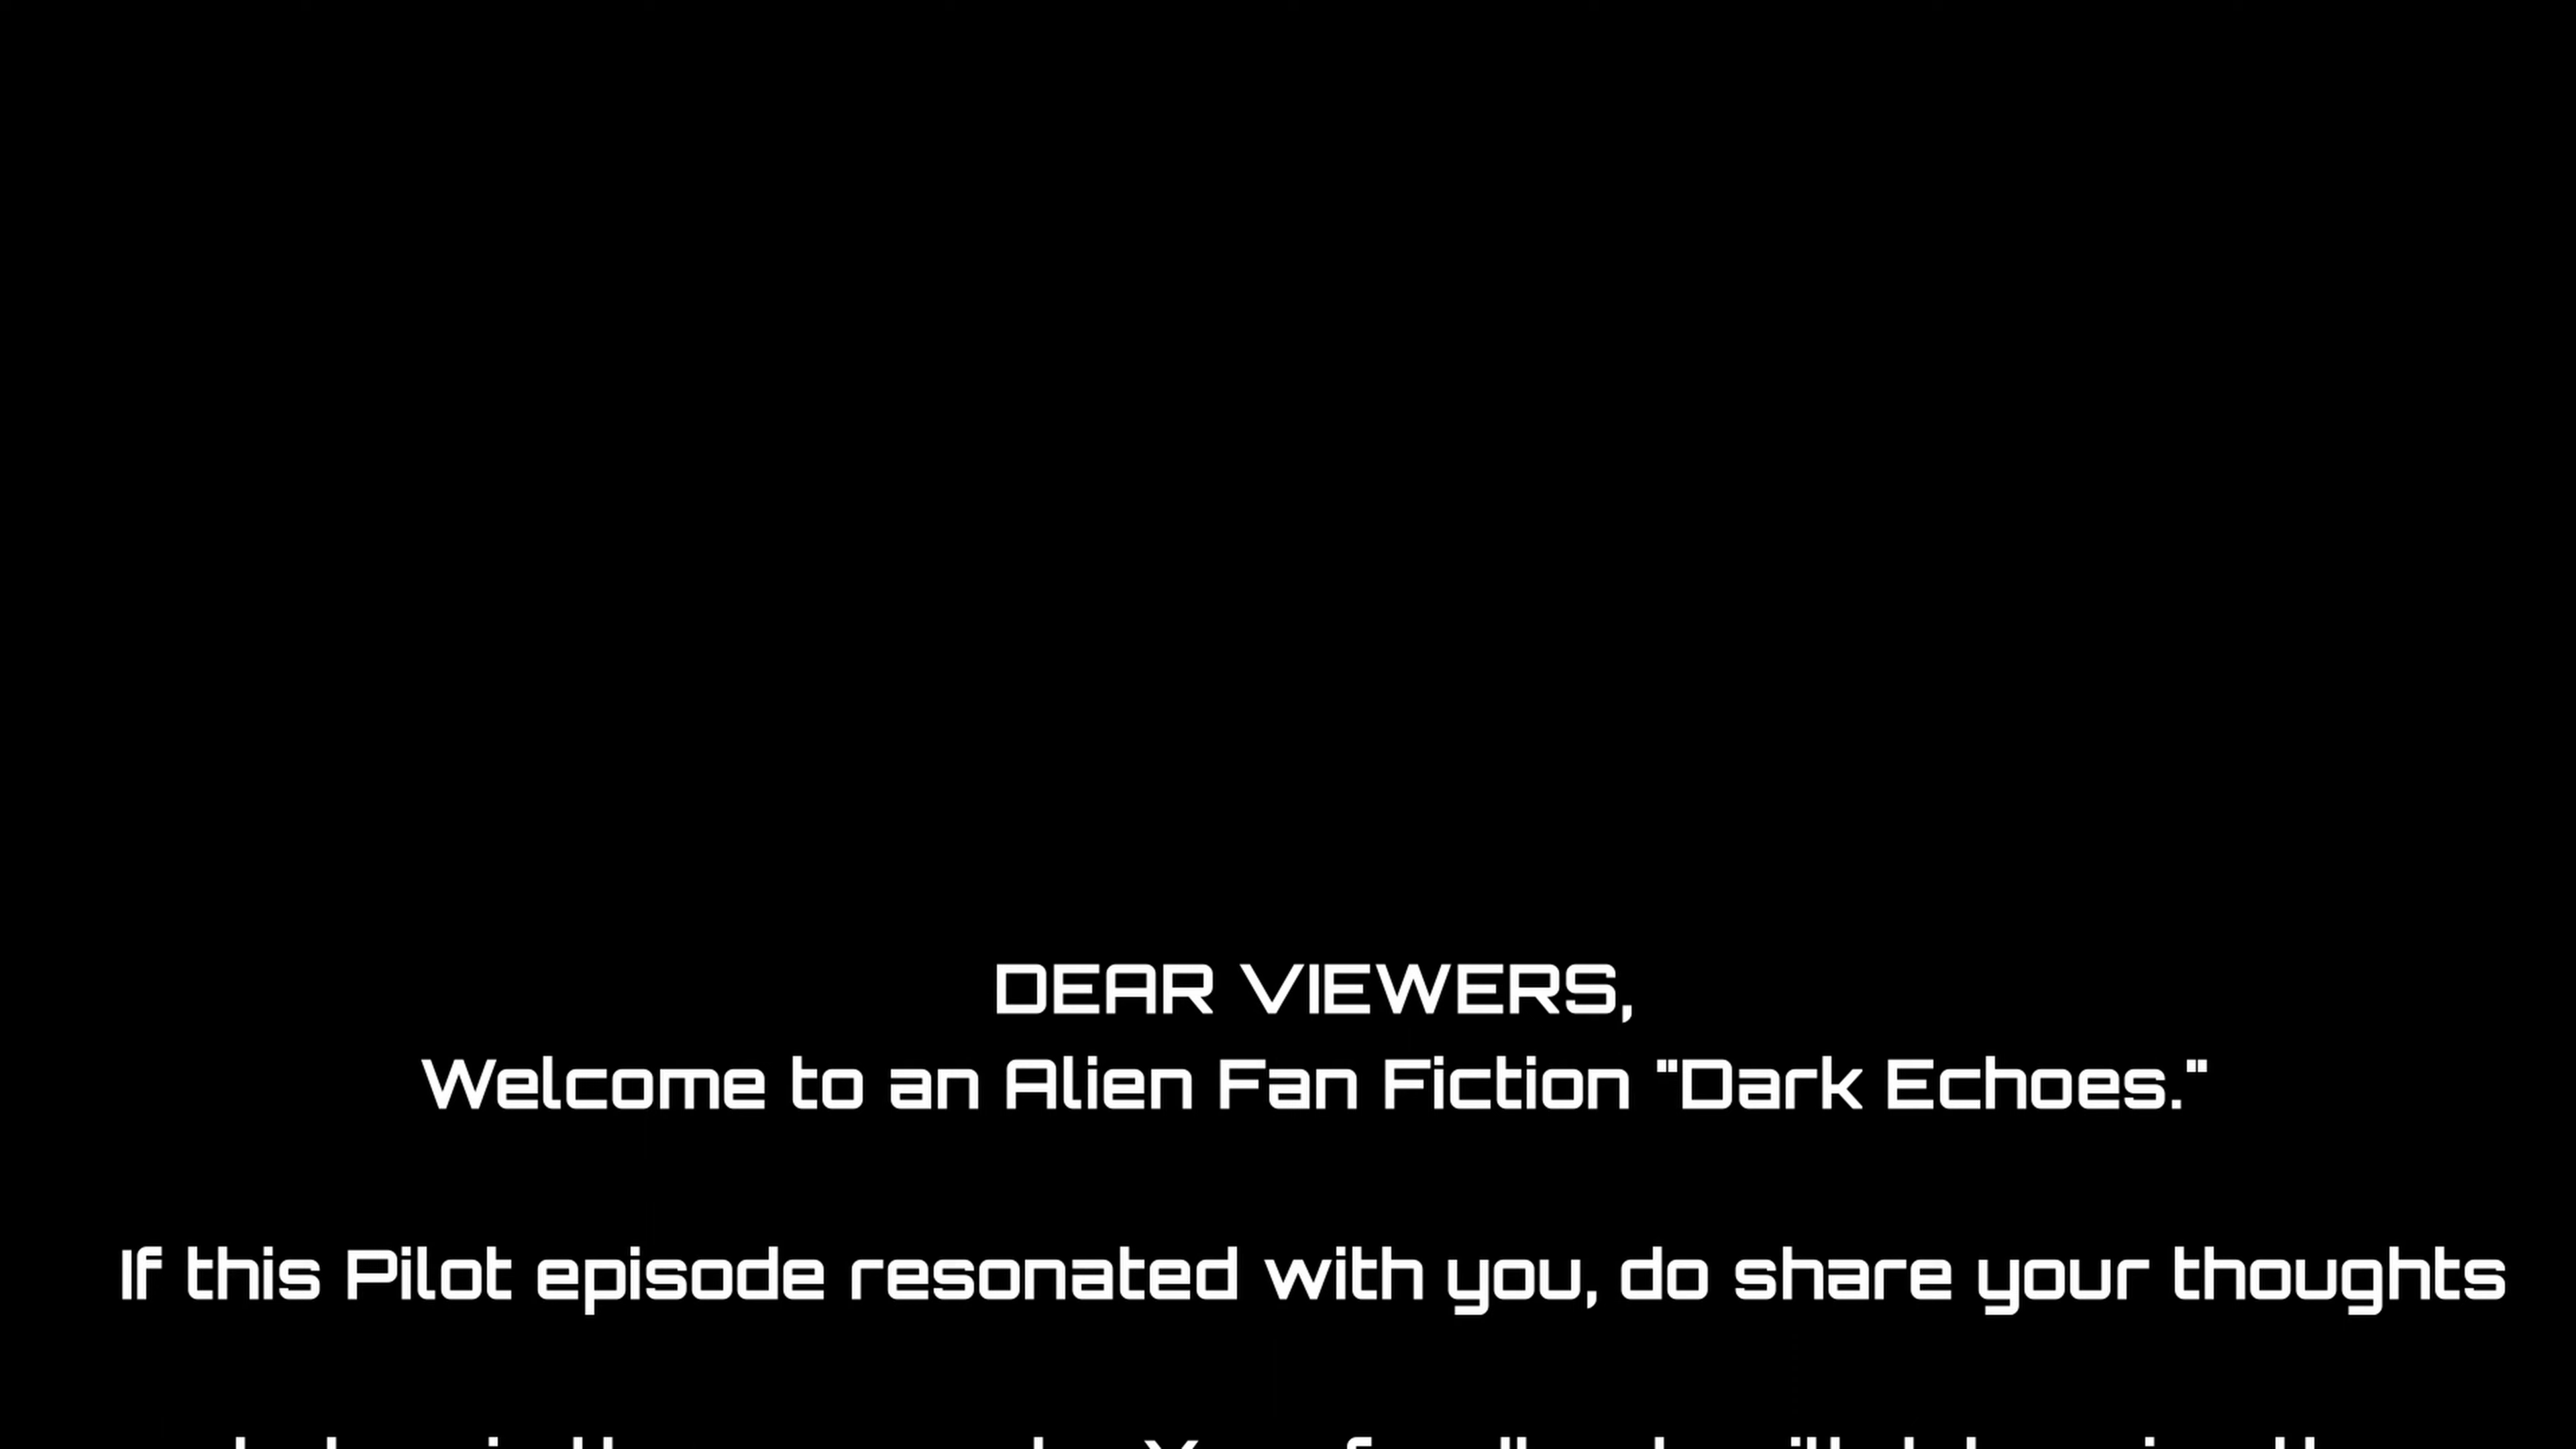 DEAR VIEWERS,
Welcome to an Alien Fan Fiction "Dark Echoes."
If this Pilot episode resonated with you, do share your thoughts